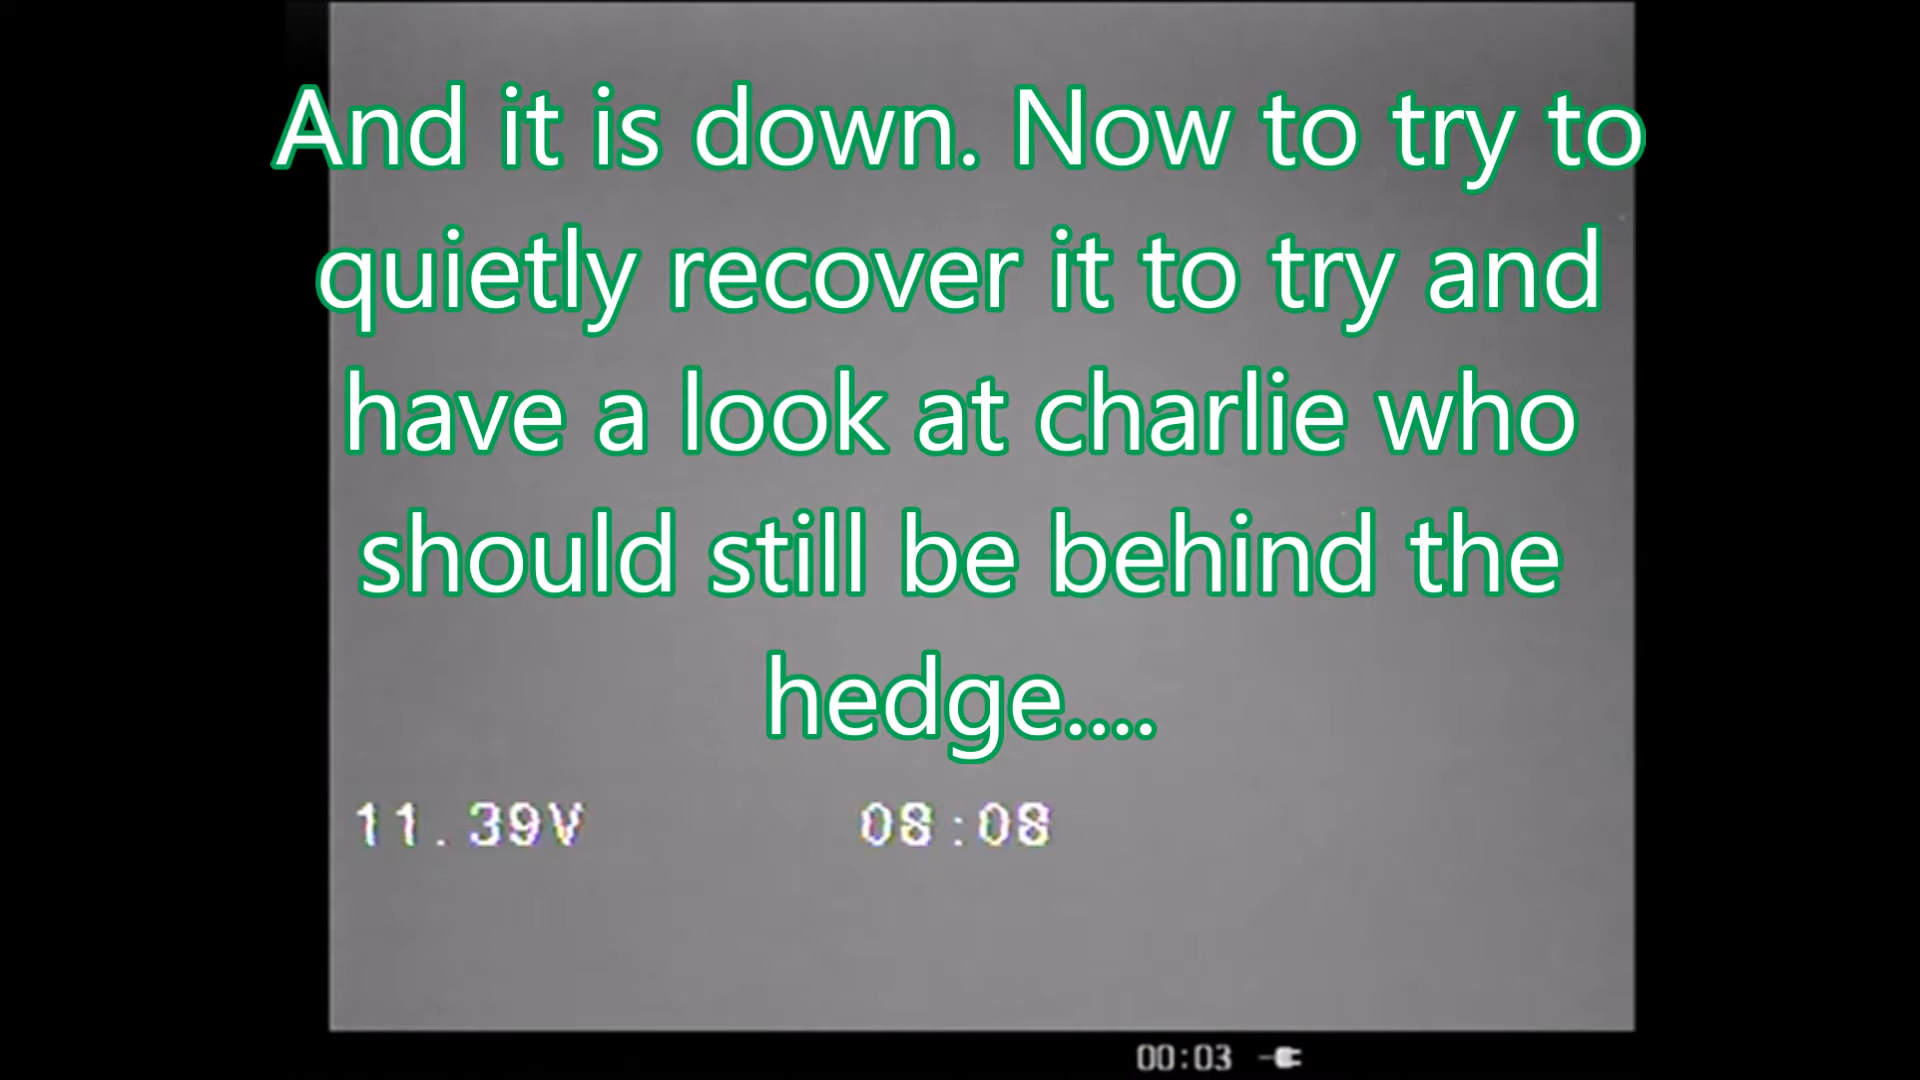 And it is down. Now to try to
quietly recover it to try and
have a look at charlie who
should still be behind the
hedge....
11.39V 08:08
00:03